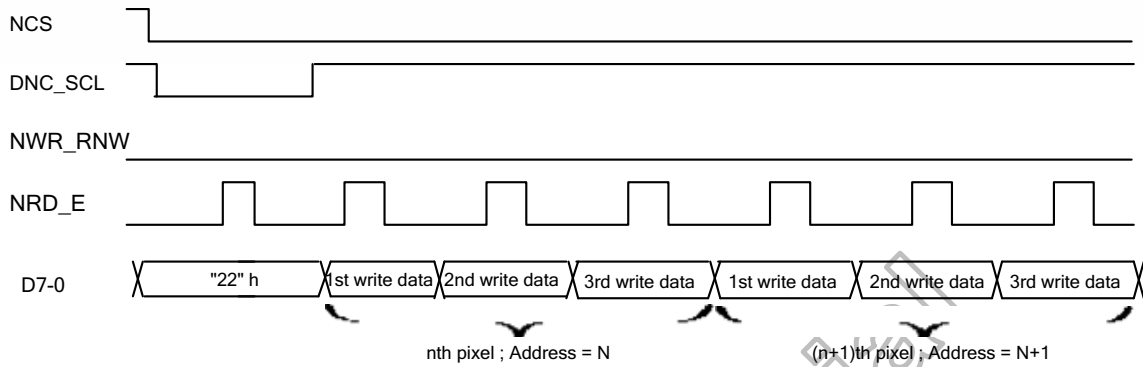 NCS
DNC_SCL
NWR_RNW
NRD_E
D7-0 "22" h 1st write data 2nd write data 3rd write data 1st write data 2nd write data 3rd write data
nth pixel ; Address = N (n+1)th pixel ; Address = N+1